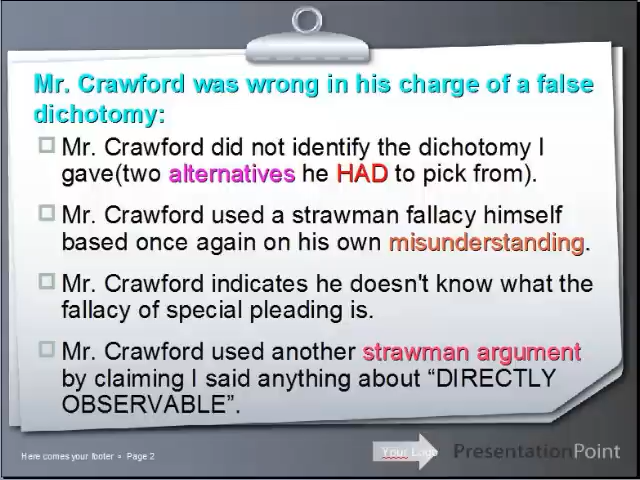 Mr. Crawford was wrong in his charge of a false
dichotomy:
Mr. Crawford did not identify the dichotomy I
gave(two alternatives he HAD to pick from).
Mr. Crawford used a strawman fallacy himself
based once again on his own misunderstanding.
Mr. Crawford indicates he doesn't know what the
fallacy of special pleading is.
Mr. Crawford used another strawman argument
by claiming I said anything about “DIRECTLY
OBSERVABLE”.
Here comes your footer • Page 2
Your Logo
PresentationPoint